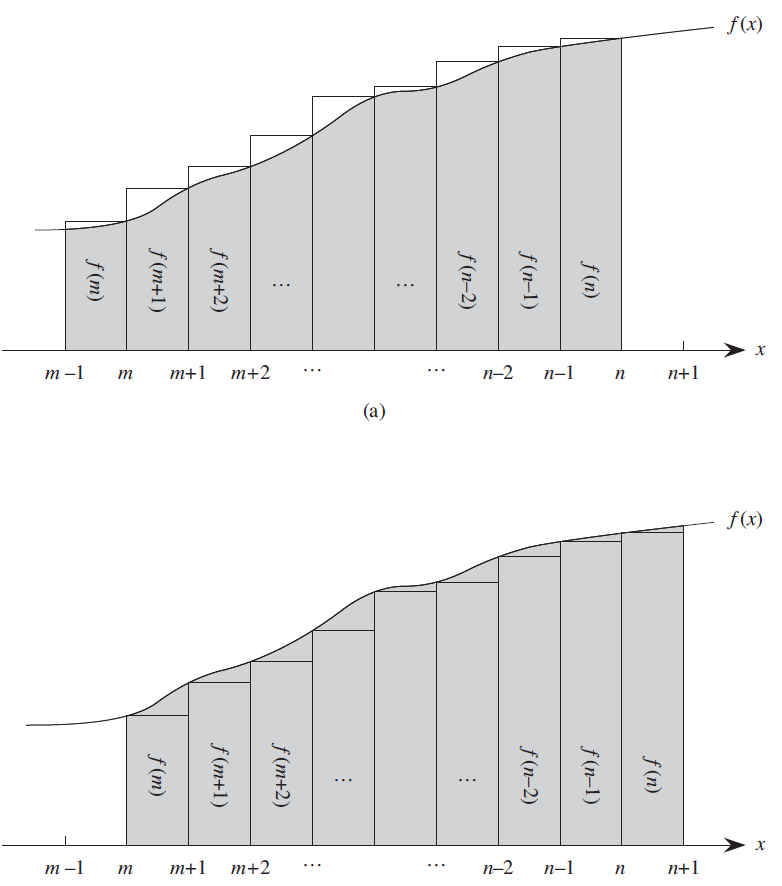 f (x)
f (m) f (m+1) f (m+2) ... ... f (n–2) f (n–1) f (n)
x
m –1 m m+1 m+2 ... ... n–2 n–1 n n+1
(a)
f (x)
f (m) f (m+1) f (m+2) ... ... f (n–2) f (n–1) f (n)
x
m –1 m m+1 m+2 ... ... n–2 n–1 n n+1